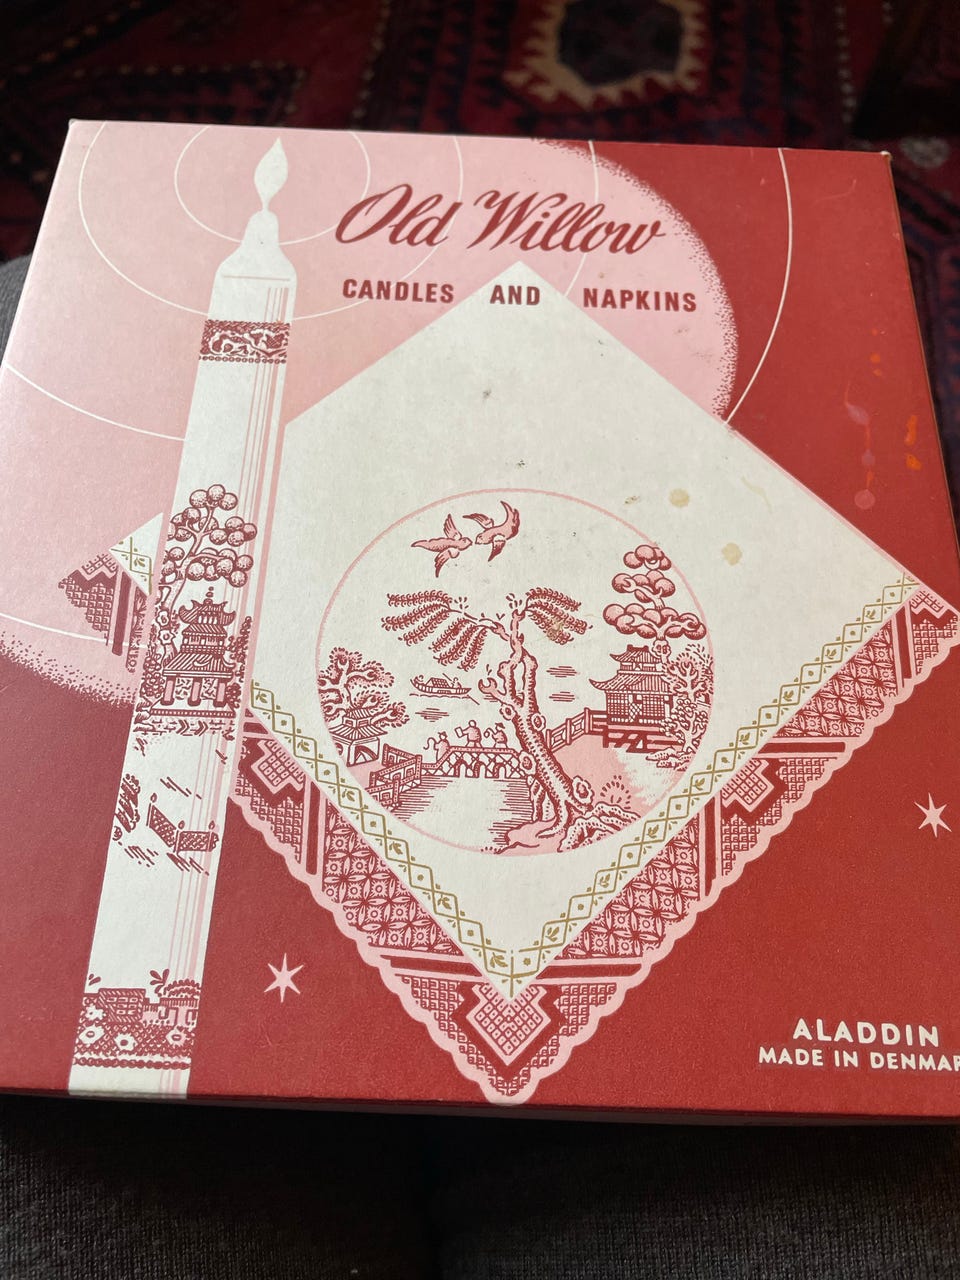 Old Willow
CANDLES AND NAPKINS
ALADDIN
MADE IN DENMAR